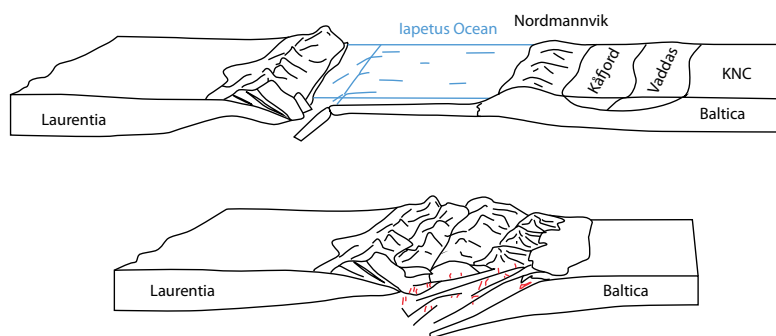 Iapetus Ocean
Nordmannvik
Kåfjord
Vaddas
KNC
Laurentia
Baltica
Laurentia
Baltica